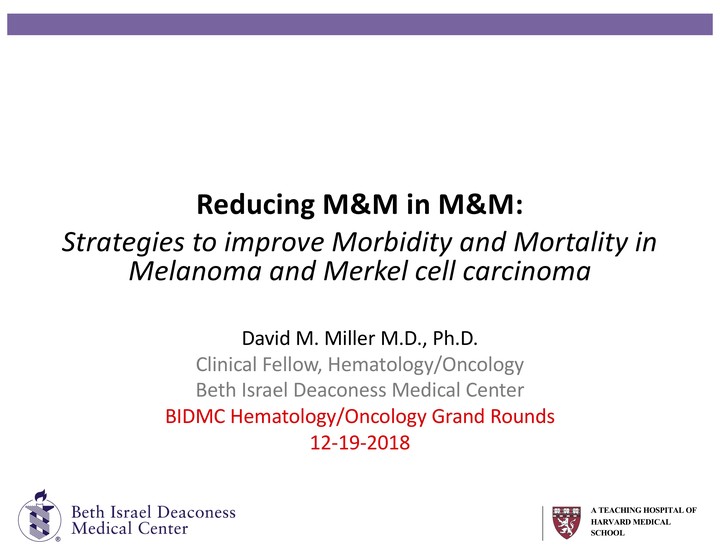 Reducing M&M in M&M:
Strategies to improve Morbidity and Mortality in
Melanoma and Merkel cell carcinoma
David M. Miller M.D., Ph.D.
Clinical Fellow, Hematology/Oncology
Beth Israel Deaconess Medical Center
BIDMC Hematology/Oncology Grand Rounds
12-19-2018
Beth Israel Deaconess
Medical Center
®
A TEACHING HOSPITAL OF
HARVARD MEDICAL
SCHOOL